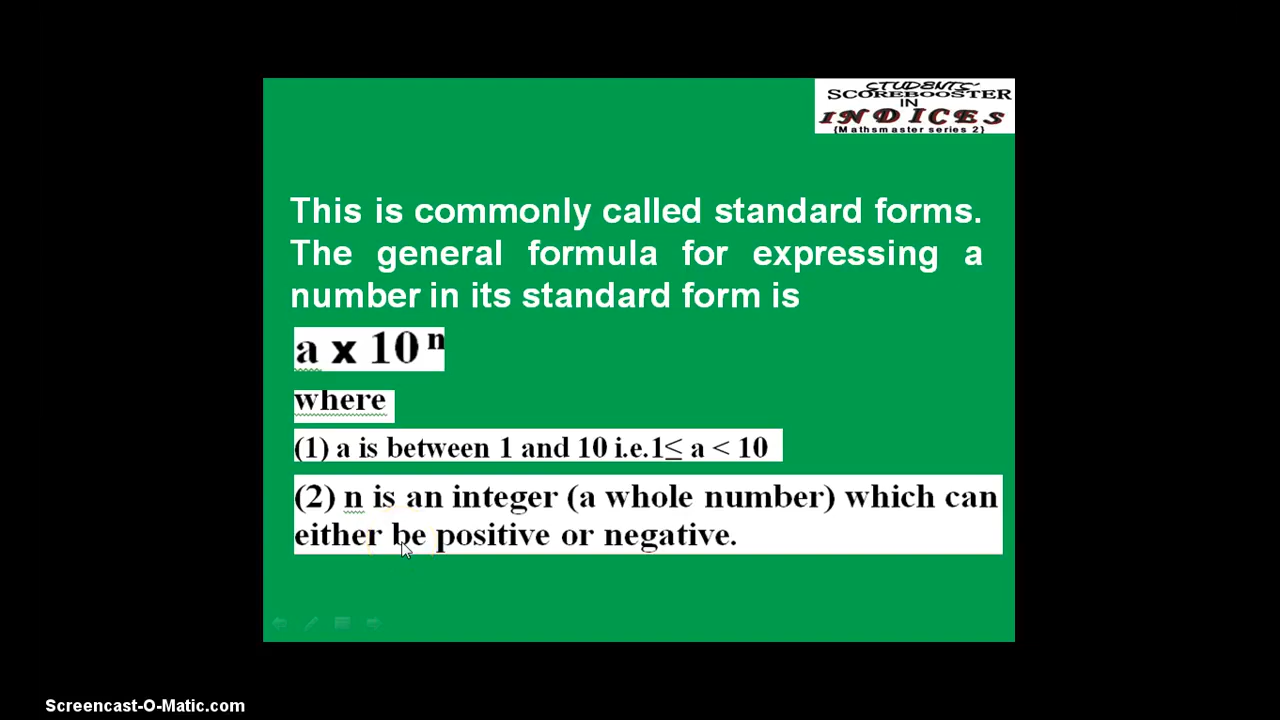 STUDENTS'
SCOREBOOSTER
IN
INDICES
(Mathsmaster series 2)
This is commonly called standard forms.
The general formula for expressing a
number in its standard form is
a x 10ⁿ
where
(1) a is between 1 and 10 i.e.1≤ a < 10
(2) n is an integer (a whole number) which can
either be positive or negative.
Screencast-O-Matic.com